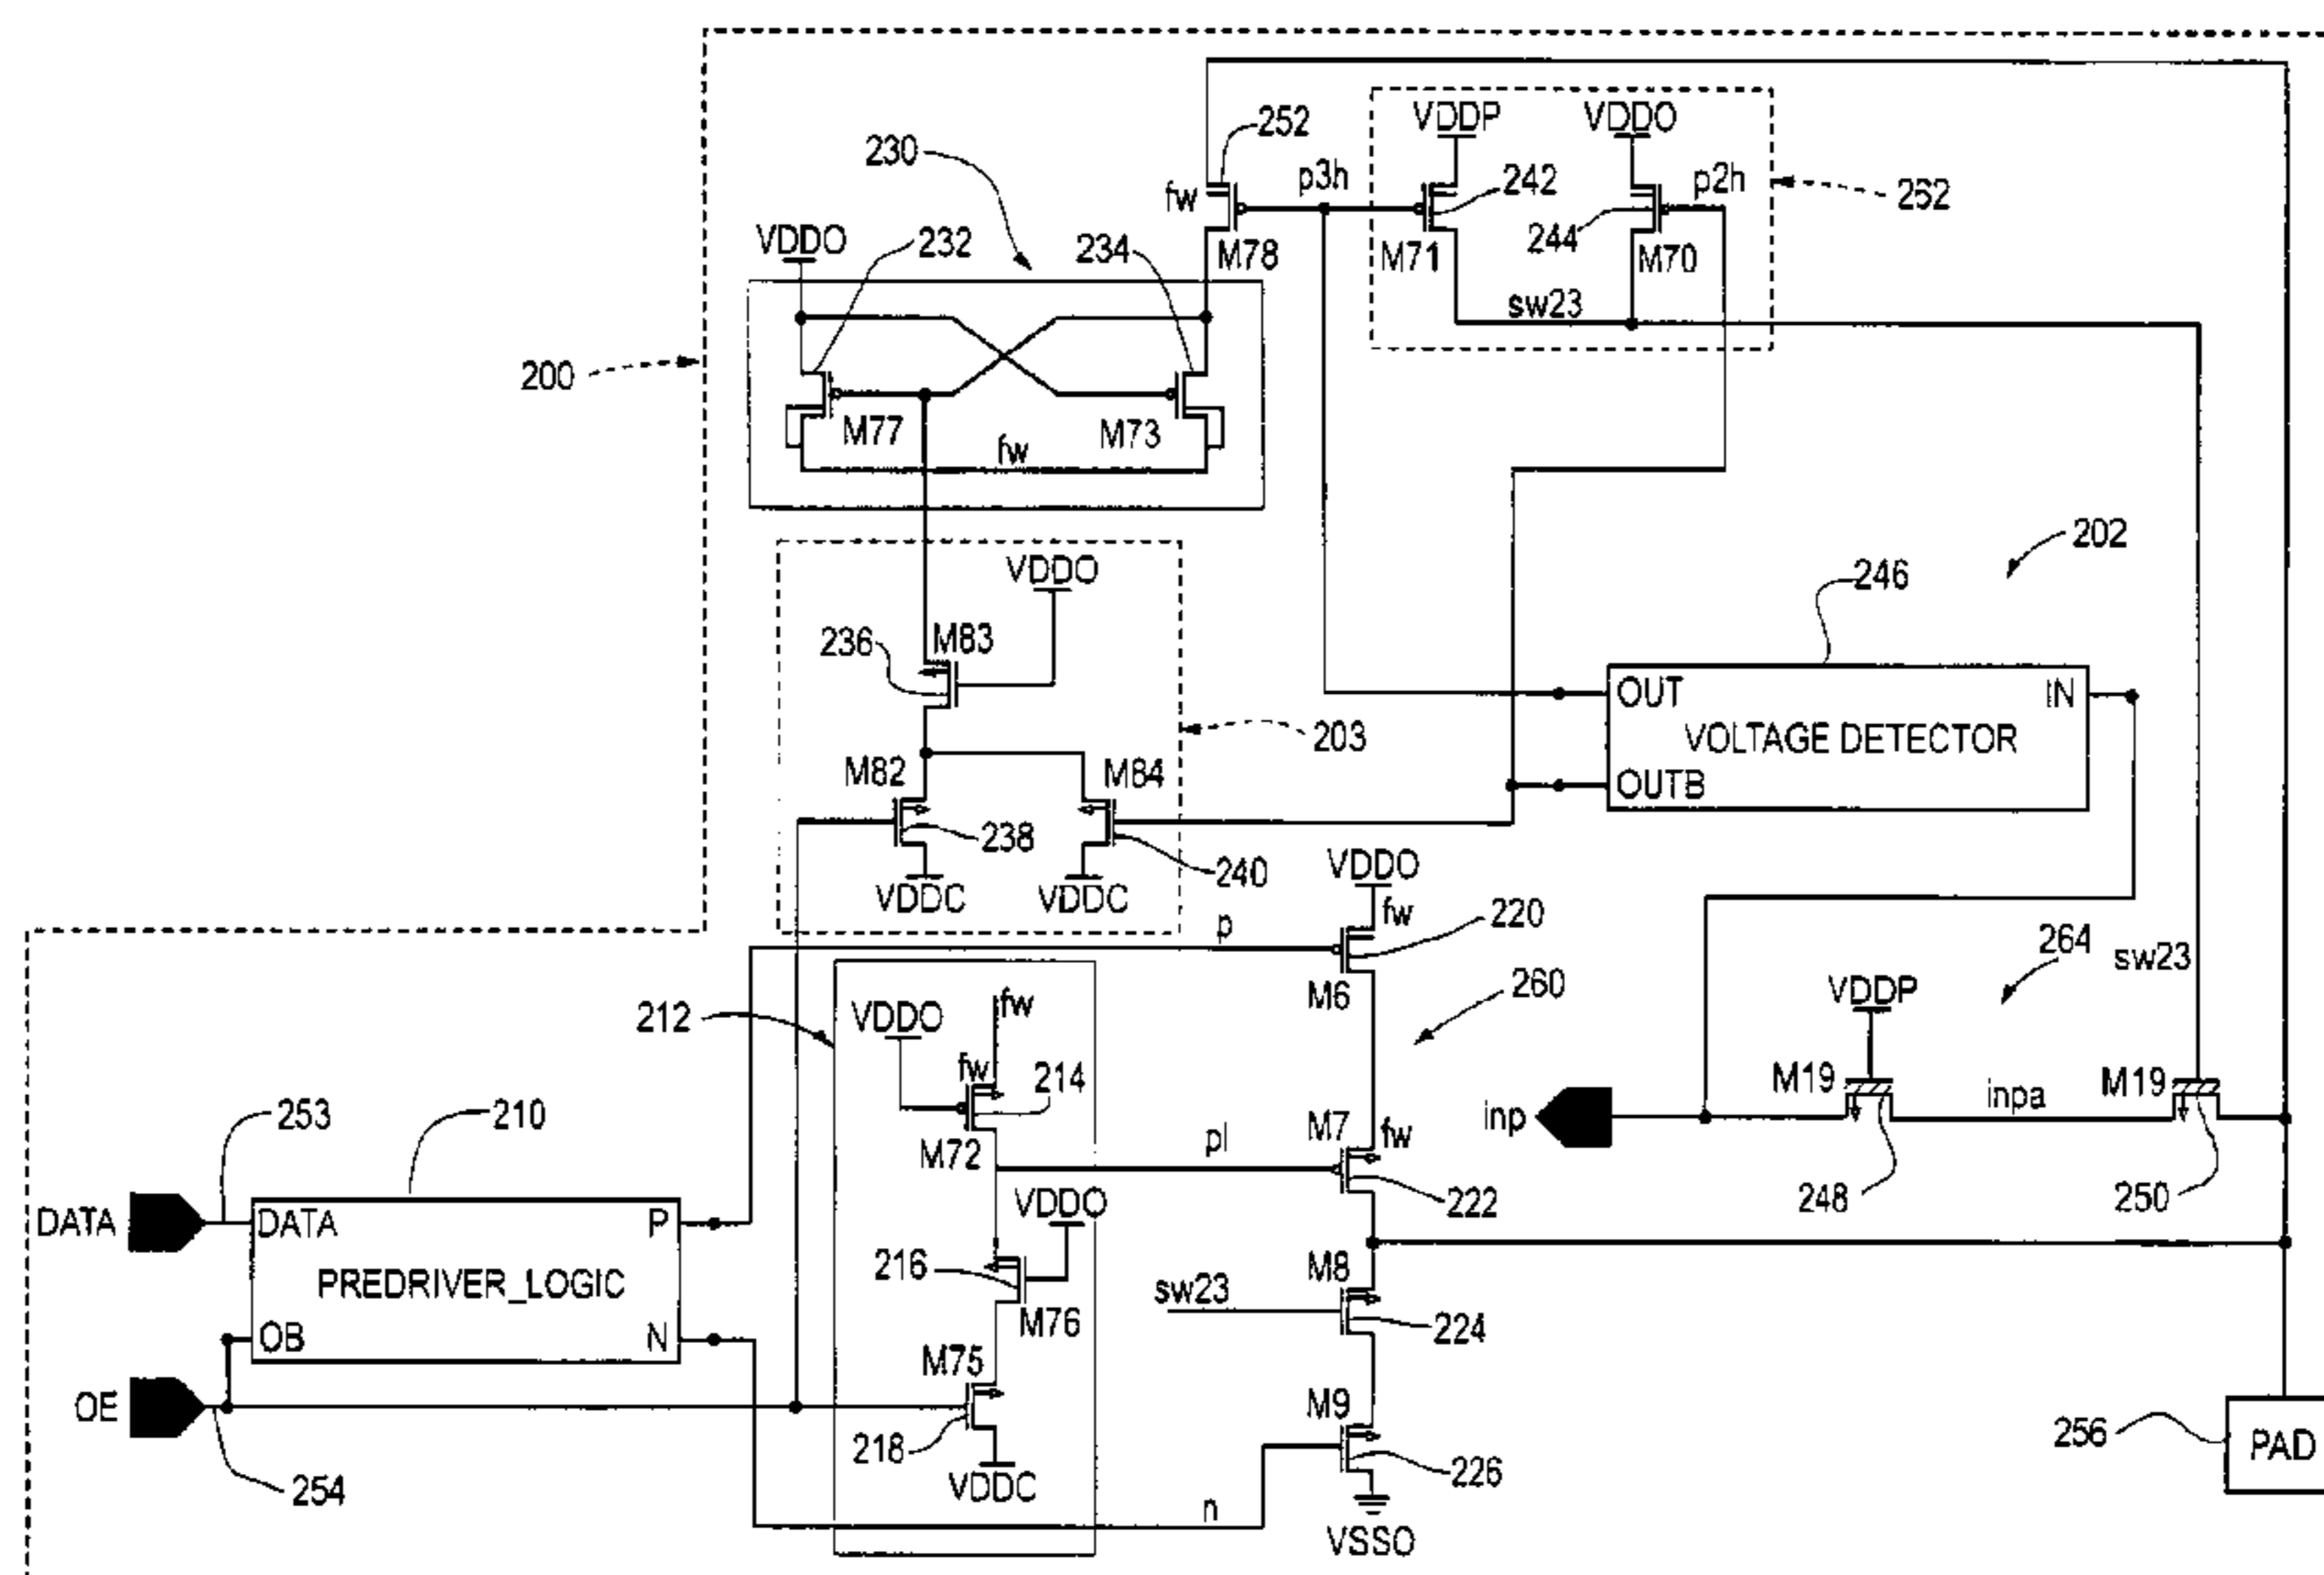 252
VDDP
VDDO
230
fw
p3h
242
p2h
262
VDDO
232
234
M78
M71
244
M70
sw23
200
M77
M73
fw
202
VDDO
246
236
M83
OUT
IN
VOLTAGE DETECTOR
203
M82
M84
OUTB
238
240
VDDC
VDDC
VDDO
p
fw
220
264
sw23
M6
260
VDDP
212
VDDO
fw
fw
214
M19
inpa
M19
253
210
inp
M7
fw
M72
pl
248
250
222
DATA
DATA
P
VDDO
PREDRIVER_LOGIC
216
M8
sw23
M76
224
OB
N
M75
M9
OE
218
256
PAD
226
254
VDDC
n
VSSO